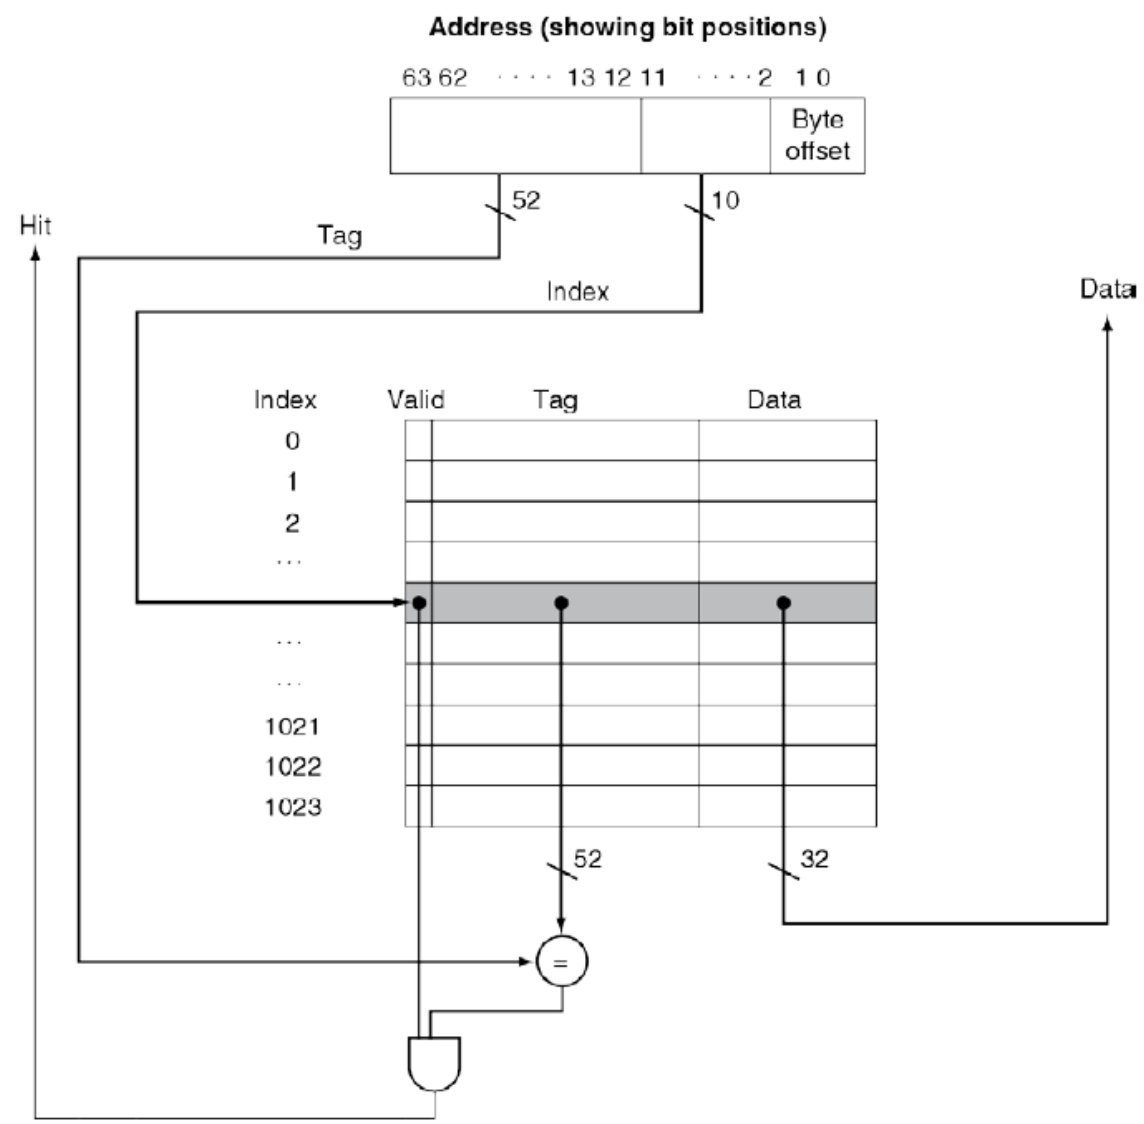 Address (showing bit positions)
63 62 · · · · 13 12 11 · · · · 2 1 0
Byte
offset
52
10
Hit
Tag
Index
Data
Index Valid Tag Data
0
1
2
...
...
...
1021
1022
1023
52
32
=